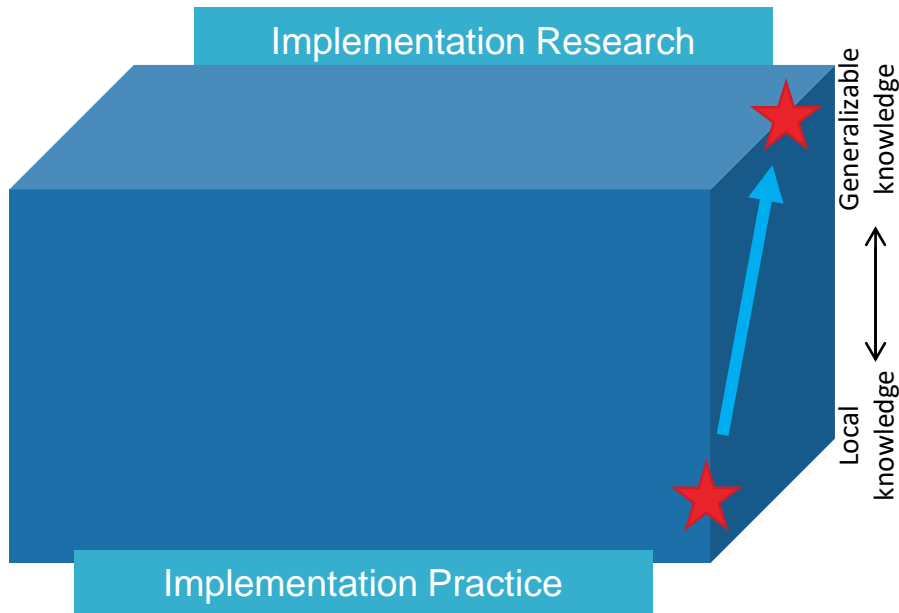 Implementation Research
Generalizable
knowledge
Local
knowledge
Implementation Practice